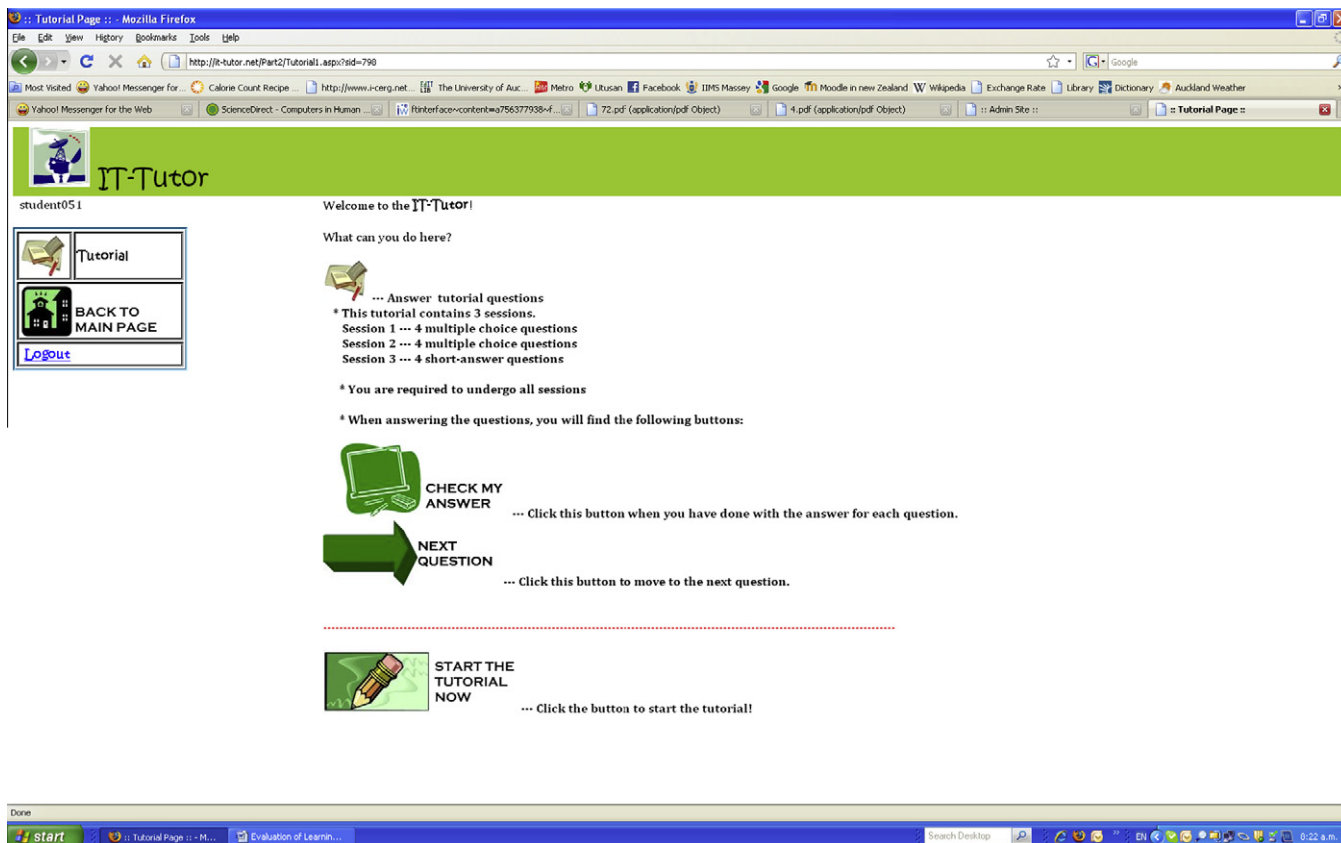 :: Tutorial Page :: - Mozilla Firefox
File Edit View History Bookmarks Tools Help
http://it-tutor.net/Part2/Tutorial1.aspx?sid=798
Google
Most Visited Yahoo! Messenger for... Calorie Count Recipe ... http://www.i-cerg.net... The University of Auc... Metro Utusan Facebook IIMS Massey Google Moodle in new Zealand Wikipedia Exchange Rate Library Dictionary Auckland Weather
Yahoo! Messenger for the Web ScienceDirect - Computers in Human ... ftinterface~content=a756377938~f... 72.pdf (application/pdf Object) 4.pdf (application/pdf Object) :: Admin Site :: :: Tutorial Page ::
IT-Tutor
student051
Tutorial
BACK TO
MAIN PAGE
Logout
Welcome to the IT-Tutor!
What can you do here?
--- Answer tutorial questions
* This tutorial contains 3 sessions.
Session 1 --- 4 multiple choice questions
Session 2 --- 4 multiple choice questions
Session 3 --- 4 short-answer questions
* You are required to undergo all sessions
* When answering the questions, you will find the following buttons:
CHECK MY
ANSWER
--- Click this button when you have done with the answer for each question.
NEXT
QUESTION
--- Click this button to move to the next question.
START THE
TUTORIAL
NOW
--- Click the button to start the tutorial!
Done
start :: Tutorial Page :: - M... Evaluation of Learnin... Search Desktop EN 0:22 a.m.